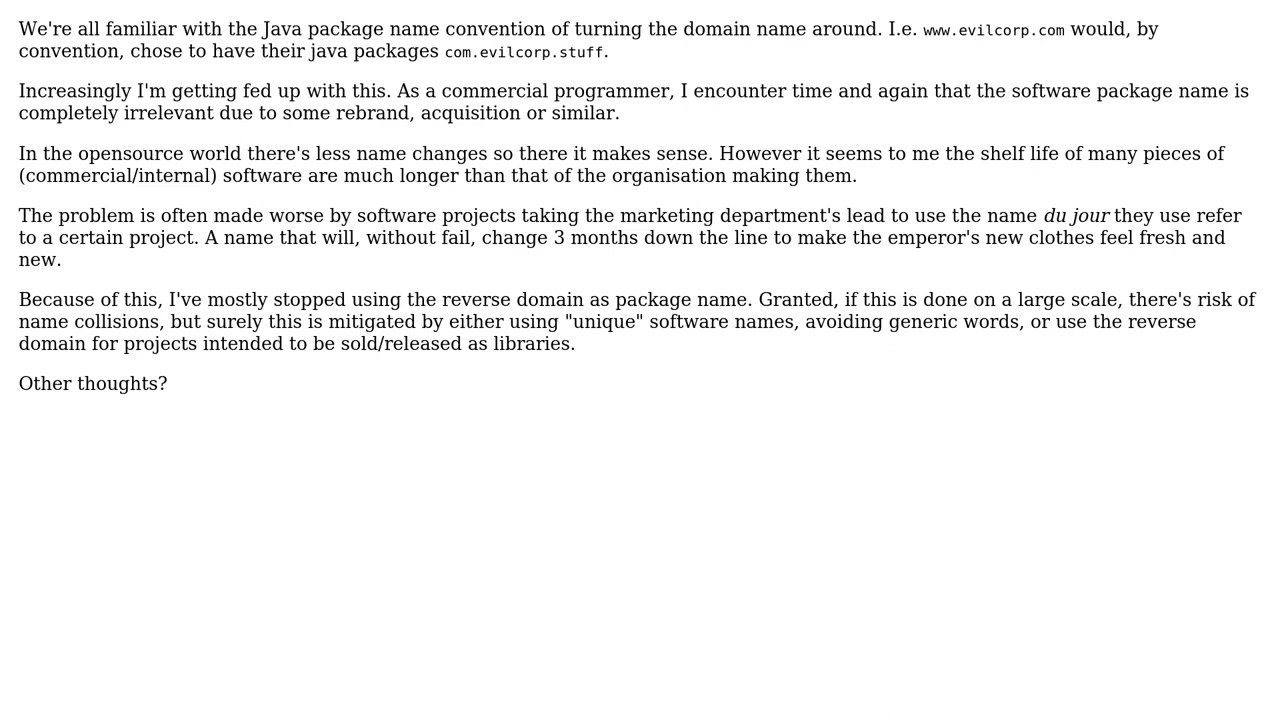 We're all familiar with the Java package name convention of turning the domain name around. I.e. www.evilcorp.com would, by
convention, chose to have their java packages com.evilcorp.stuff.
Increasingly I'm getting fed up with this. As a commercial programmer, I encounter time and again that the software package name is
completely irrelevant due to some rebrand, acquisition or similar.
In the opensource world there's less name changes so there it makes sense. However it seems to me the shelf life of many pieces of
(commercial/internal) software are much longer than that of the organisation making them.
The problem is often made worse by software projects taking the marketing department's lead to use the name du jour they use refer
to a certain project. A name that will, without fail, change 3 months down the line to make the emperor's new clothes feel fresh and
new.
Because of this, I've mostly stopped using the reverse domain as package name. Granted, if this is done on a large scale, there's risk of
name collisions, but surely this is mitigated by either using "unique" software names, avoiding generic words, or use the reverse
domain for projects intended to be sold/released as libraries.
Other thoughts?